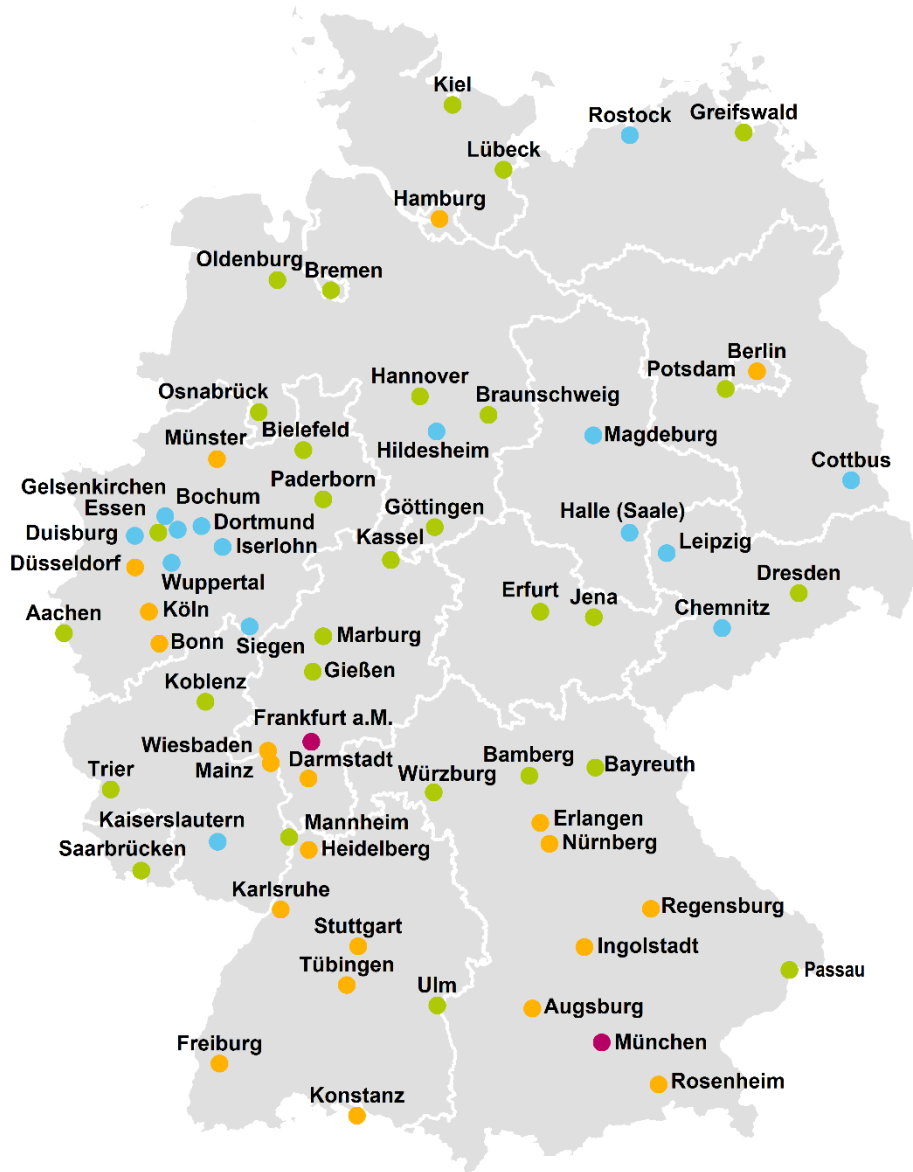 Kiel
Rostock
Greifswald
Lübeck
Hamburg
Oldenburg
Bremen
Berlin
Potsdam
Hannover
Osnabrück
Braunschweig
Bielefeld
Münster
Hildesheim
Magdeburg
Cottbus
Paderborn
Gelsenkirchen
Bochum
Essen
Göttingen
Halle (Saale)
Duisburg
Dortmund
Iserlohn
Kassel
Leipzig
Düsseldorf
Wuppertal
Dresden
Aachen
Köln
Erfurt
Jena
Chemnitz
Bonn
Siegen
Marburg
Gießen
Koblenz
Frankfurt a.M.
Wiesbaden
Mainz
Darmstadt
Bamberg
Bayreuth
Trier
Würzburg
Kaiserslautern
Mannheim
Erlangen
Saarbrücken
Heidelberg
Nürnberg
Karlsruhe
Regensburg
Stuttgart
Ingolstadt
Tübingen
Passau
Ulm
Augsburg
Freiburg
München
Rosenheim
Konstanz